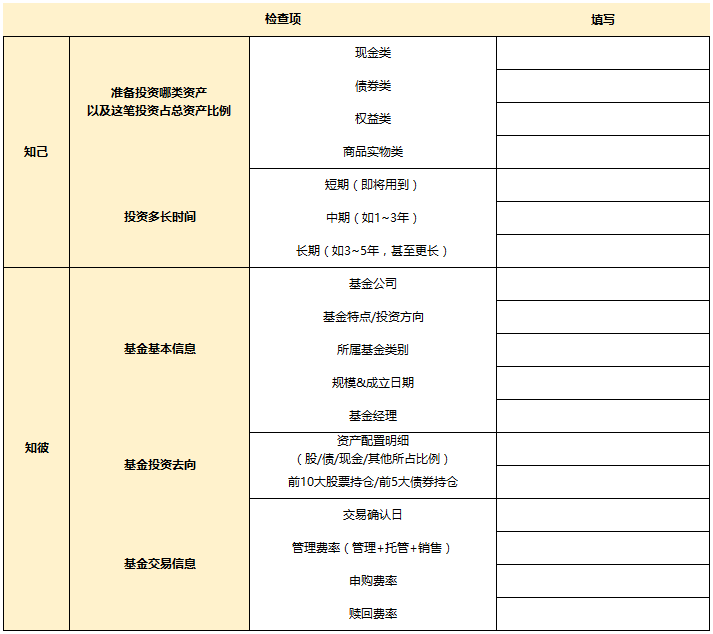 检查项 填写
知己
准备投资哪类资产
以及这笔投资占总资产比例
现金类
债券类
权益类
商品实物类
投资多长时间
短期（即将用到）
中期（如1~3年）
长期（如3~5年，甚至更长）
知彼
基金基本信息
基金公司
基金特点/投资方向
所属基金类别
规模&成立日期
基金经理
基金投资去向
资产配置明细
（股/债/现金/其他所占比例）
前10大股票持仓/前5大债券持仓
基金交易信息
交易确认日
管理费率（管理+托管+销售）
申购费率
赎回费率